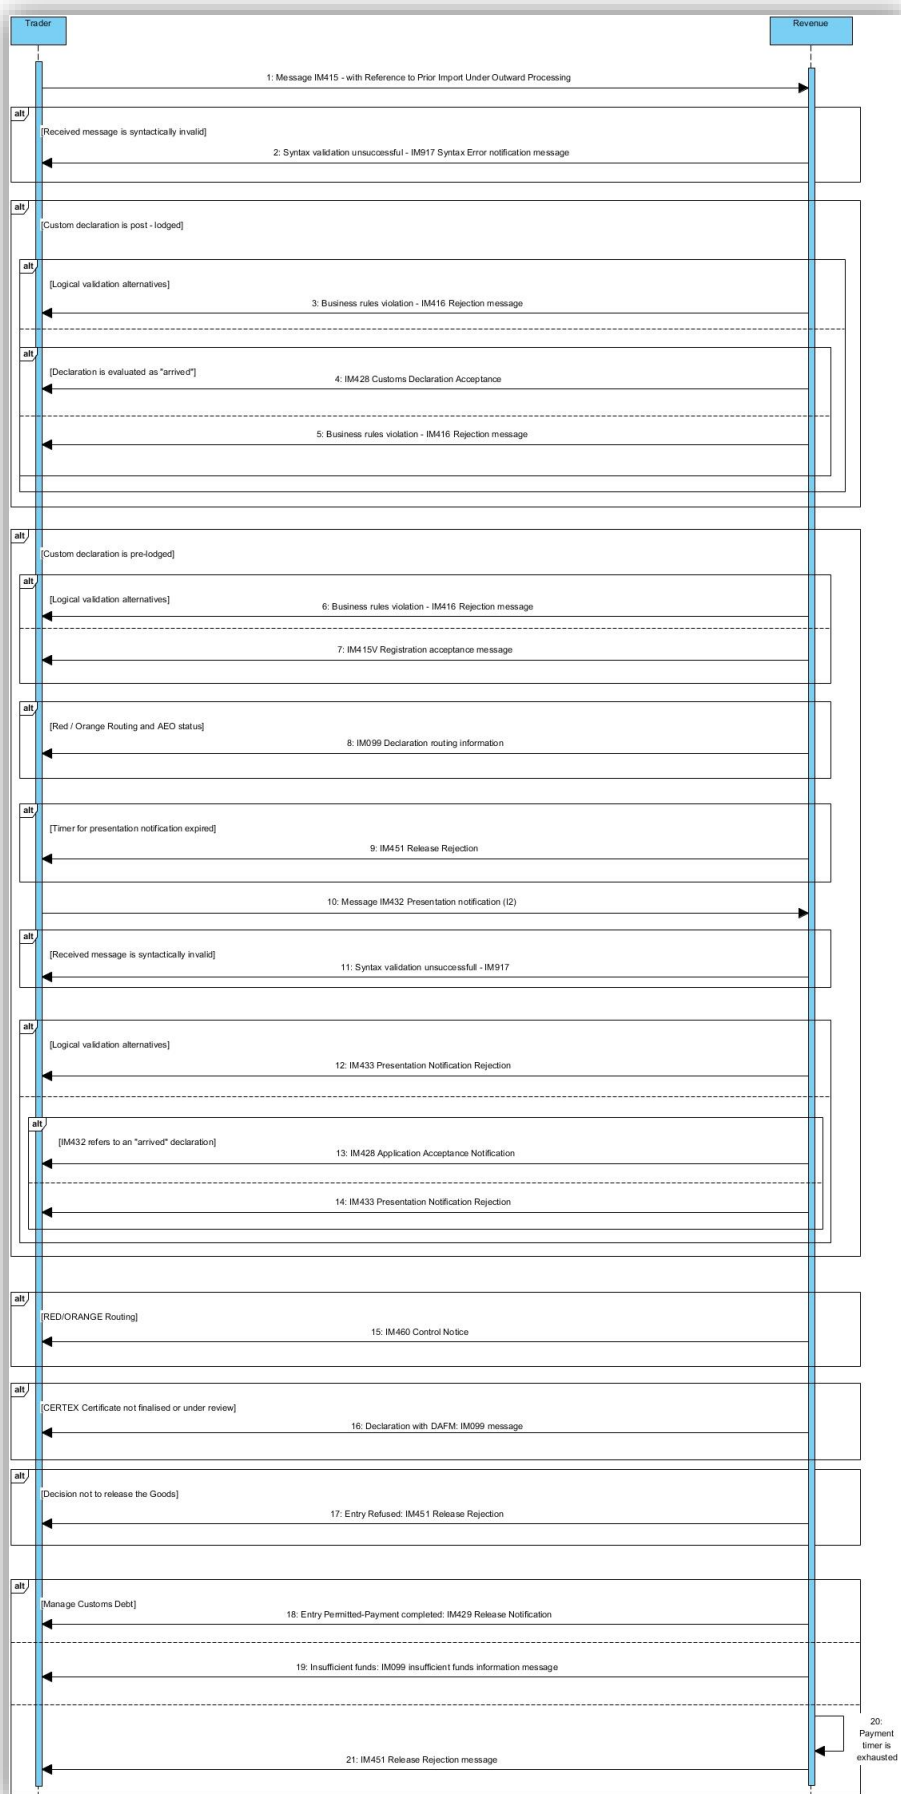 Trader
Revenue
1: Message IM415 - with Reference to Prior Import Under Outward Processing
alt
[Received message is syntactically invalid]
2: Syntax validation unsuccessful - IM917 Syntax Error notification message
alt
[Custom declaration is post - lodged]
alt
[Logical validation alternatives]
3: Business rules violation - IM416 Rejection message
alt
[Declaration is evaluated as "arrived"]
4: IM428 Customs Declaration Acceptance
5: Business rules violation - IM416 Rejection message
alt
[Custom declaration is pre-lodged]
alt
[Logical validation alternatives]
6: Business rules violation - IM416 Rejection message
7: IM415V Registration acceptance message
alt
[Red / Orange Routing and AEO status]
8: IM099 Declaration routing information
alt
[Timer for presentation notification expired]
9: IM451 Release Rejection
10: Message IM432 Presentation notification (I2)
alt
[Received message is syntactically invalid]
11: Syntax validation unsuccessfull - IM917
alt
[Logical validation alternatives]
12: IM433 Presentation Notification Rejection
alt
[IM432 refers to an "arrived" declaration]
13: IM428 Application Acceptance Notification
14: IM433 Presentation Notification Rejection
alt
[RED/ORANGE Routing]
15: IM460 Control Notice
alt
[CERTEX Certificate not finalised or under review]
16: Declaration with DAFM: IM099 message
alt
[Decision not to release the Goods]
17: Entry Refused: IM451 Release Rejection
alt
[Manage Customs Debt]
18: Entry Permitted-Payment completed: IM429 Release Notification
19: Insufficient funds: IM099 insufficient funds information message
20:
Payment
timer is
exhausted
21: IM451 Release Rejection message